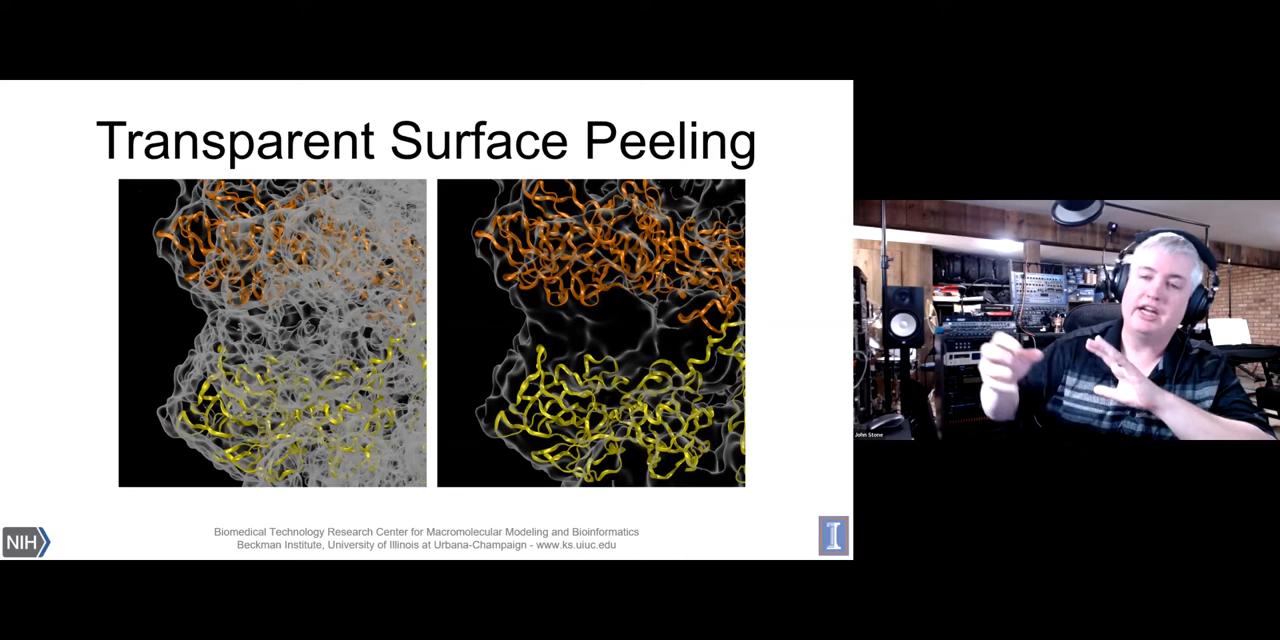 Transparent Surface Peeling
John Stone
NIH
Biomedical Technology Research Center for Macromolecular Modeling and Bioinformatics
Beckman Institute, University of Illinois at Urbana-Champaign - www.ks.uiuc.edu
I